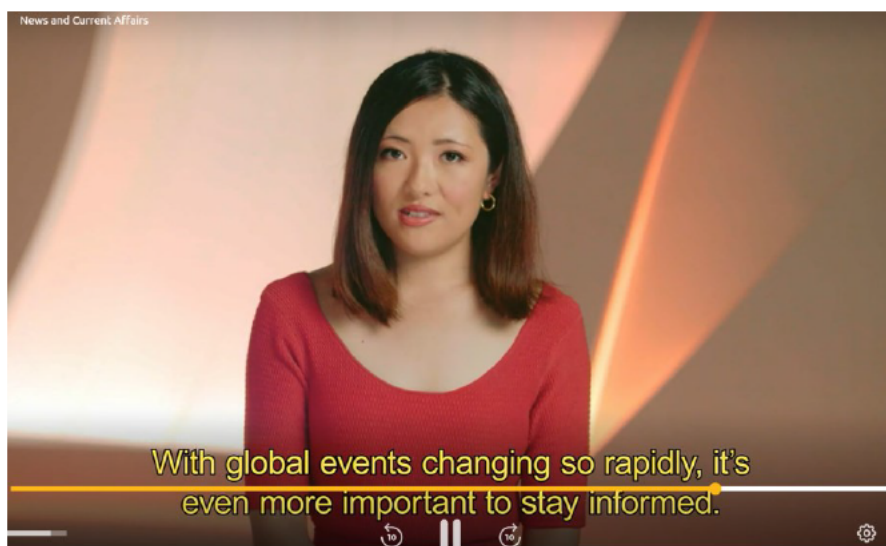 News and Current Affairs
With global events changing so rapidly, it's
even more important to stay informed.
10
10